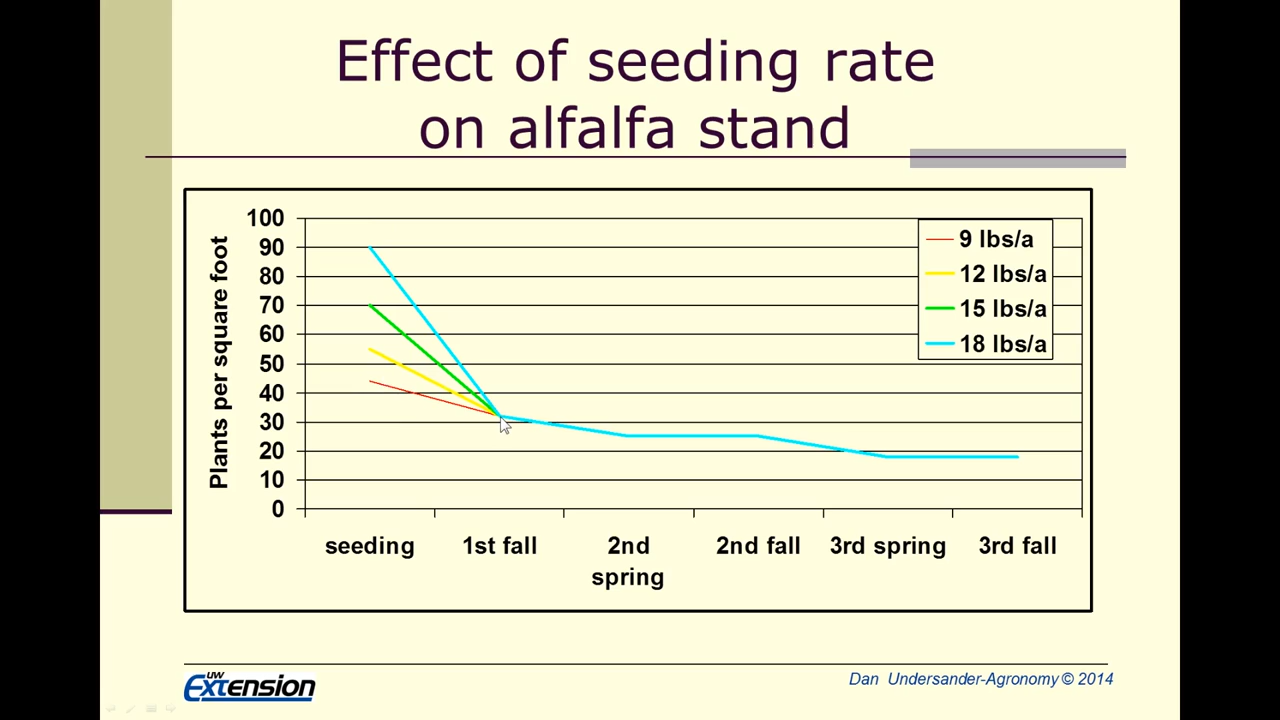 Effect of seeding rate
on alfalfa stand
Plants per square foot
100
90
80
70
60
50
40
30
20
10
0
9 lbs/a
12 lbs/a
15 lbs/a
18 lbs/a
seeding 1st fall 2nd spring 2nd fall 3rd spring 3rd fall
UW
Extension
Dan Undersander-Agronomy © 2014